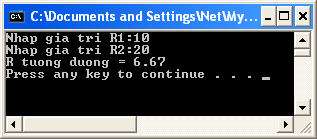 C:\Documents and Settings\Net\My...
Nhap gia tri R1:10
Nhap gia tri R2:20
R tuong duong = 6.67
Press any key to continue . . . _